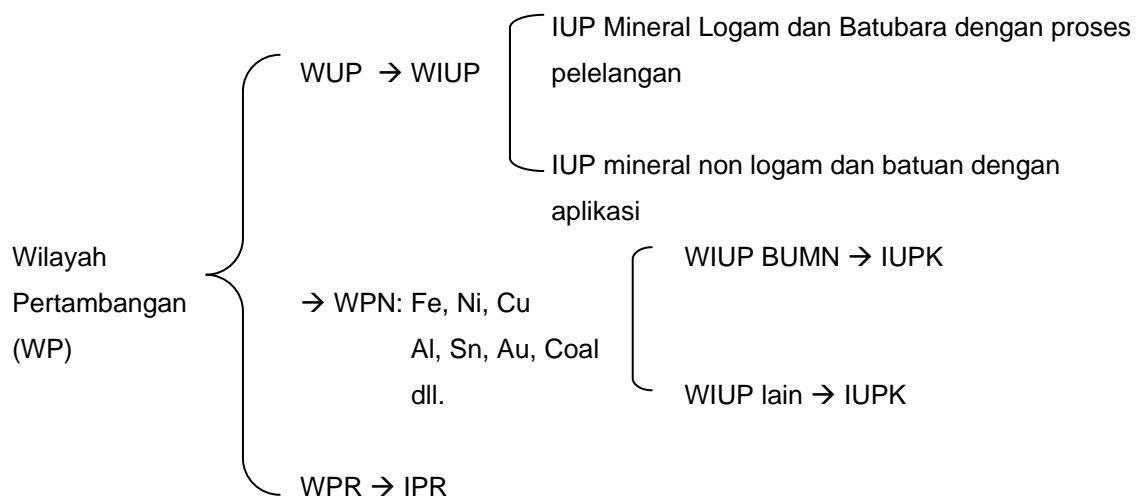 IUP Mineral Logam dan Batubara dengan proses
pelelangan
WUP → WIUP
IUP mineral non logam dan batuan dengan
aplikasi
Wilayah
Pertambangan
(WP)
→ WPN: Fe, Ni, Cu
Al, Sn, Au, Coal
dll.
WIUP BUMN → IUPK
WIUP lain → IUPK
WPR → IPR